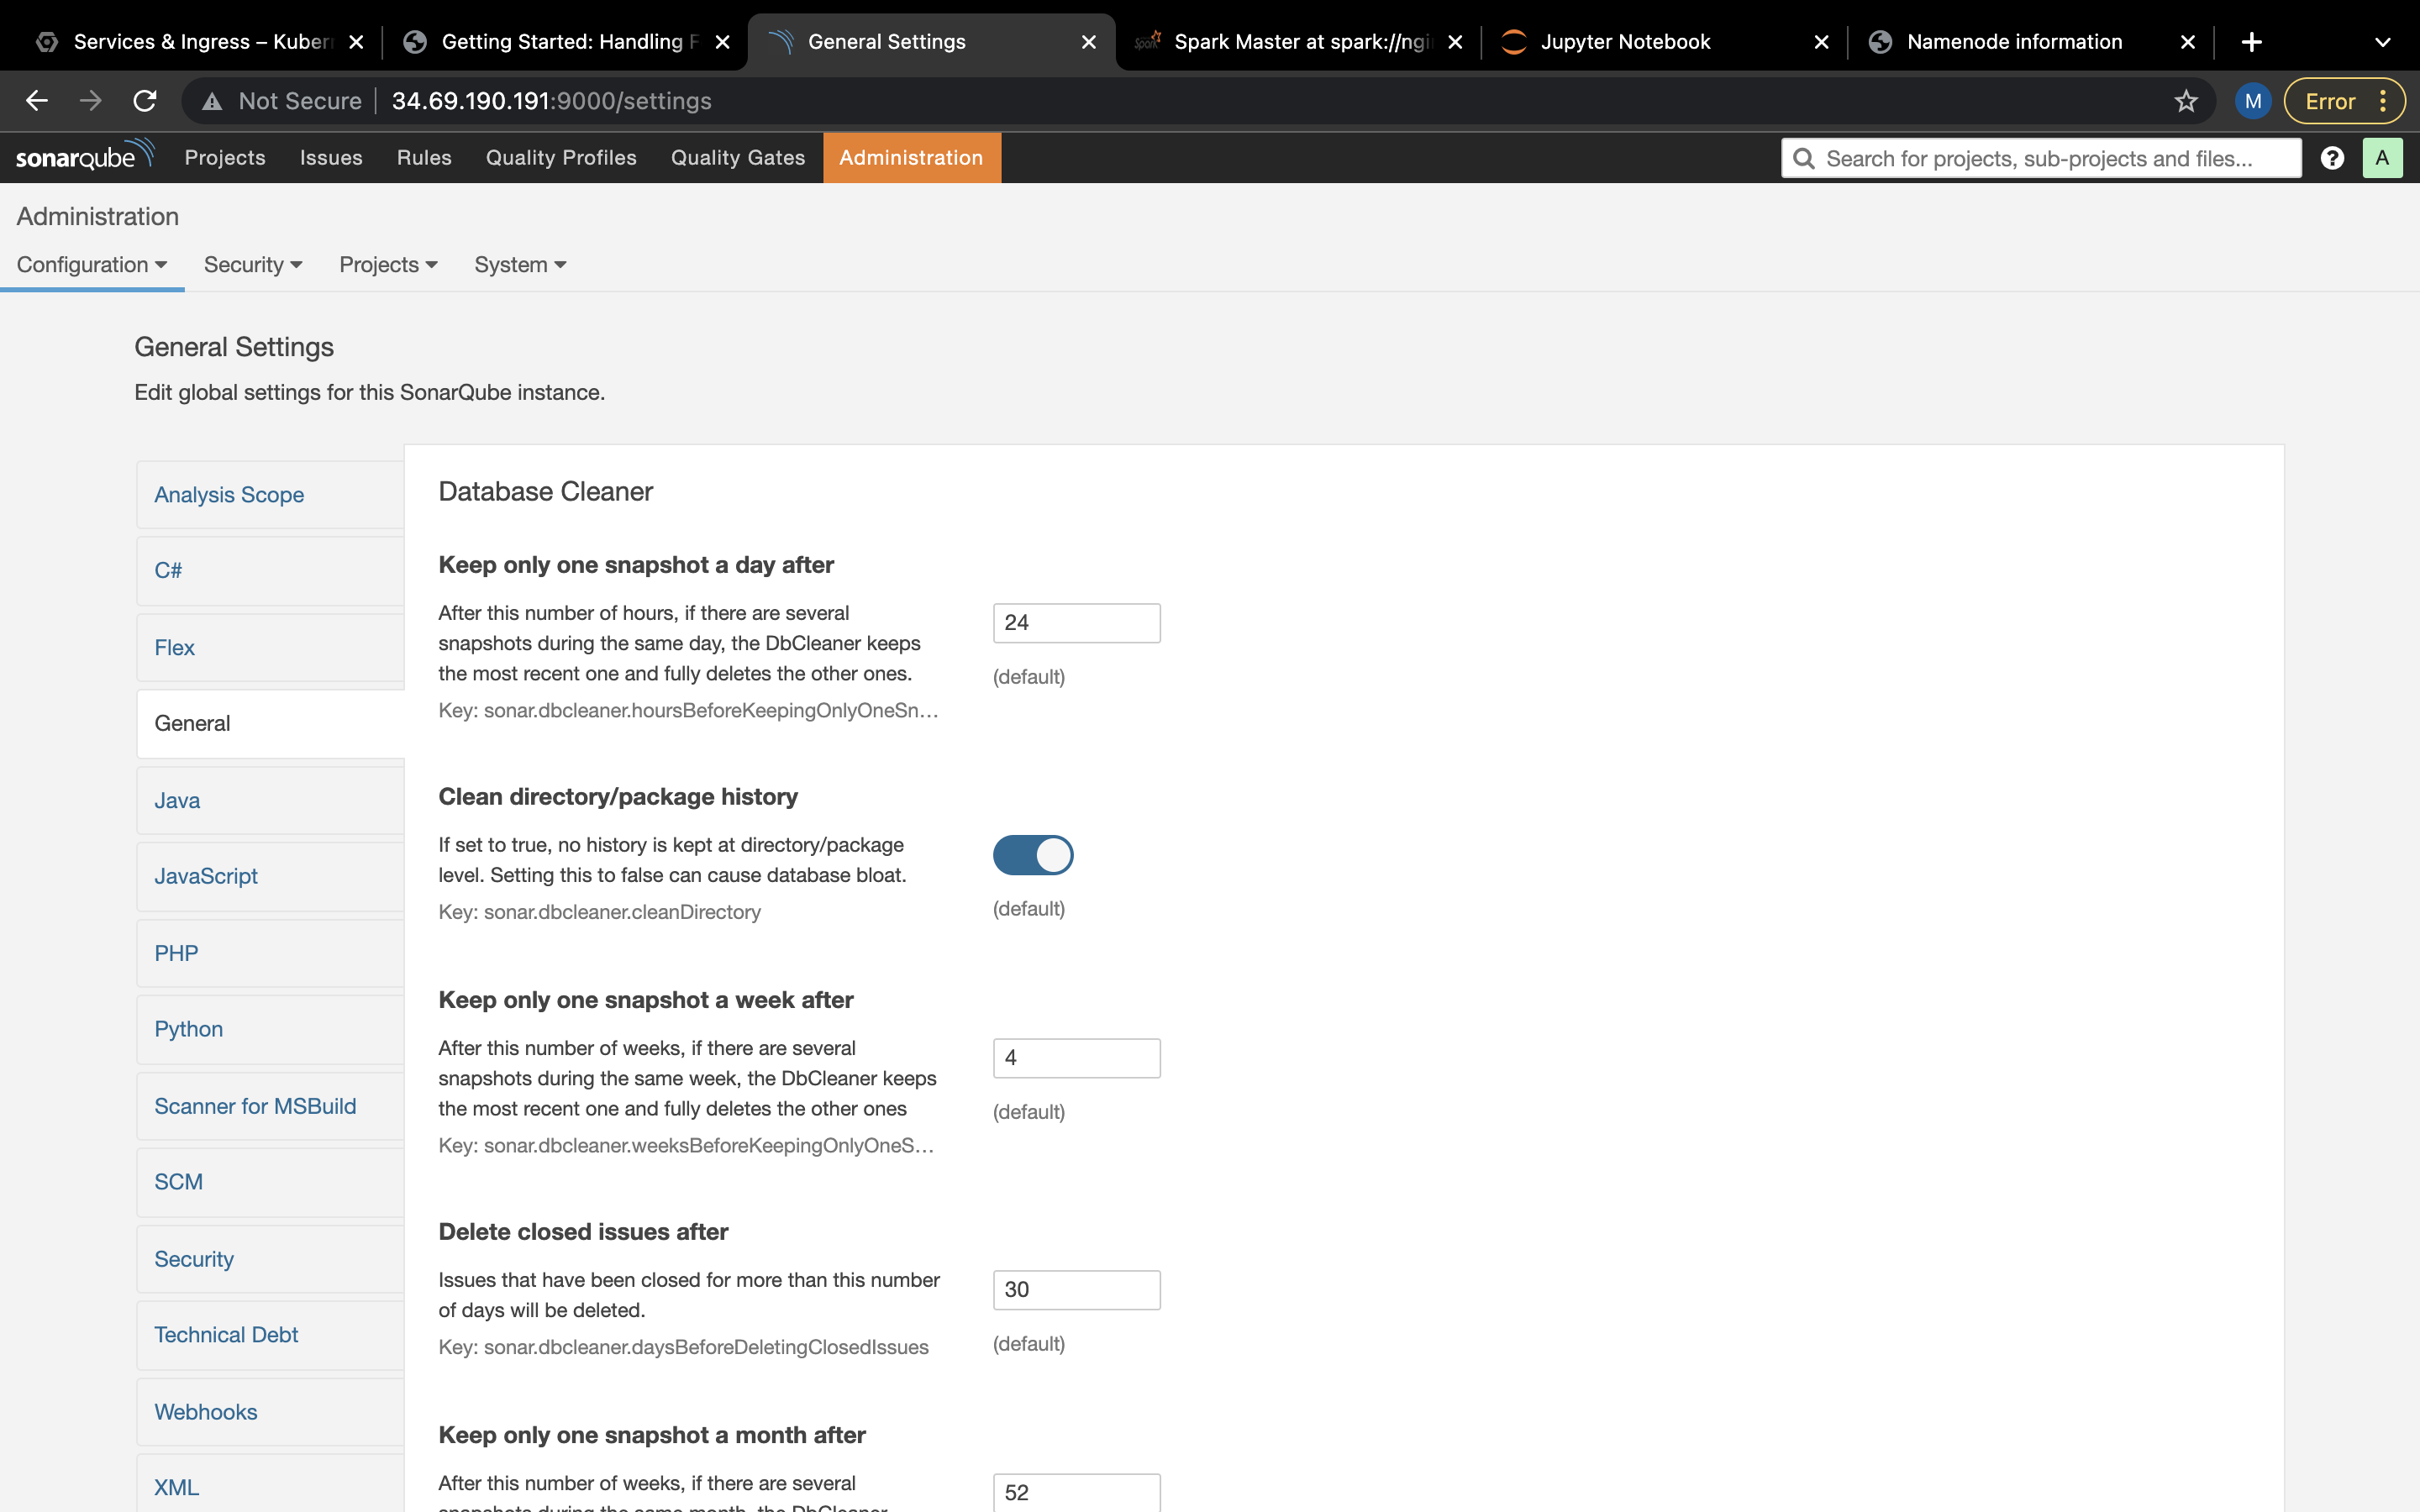 Services & Ingress – Kuber
Getting Started: Handling F
General Settings
Spark Master at spark://ngi
Jupyter Notebook
Namenode information
Not Secure
34.69.190.191:9000/settings
M
Error
sonarqube
Projects
Issues
Rules
Quality Profiles
Quality Gates
Administration
Search for projects, sub-projects and files...
?
A
Administration
Configuration
Security
Projects
System
General Settings
Edit global settings for this SonarQube instance.
Analysis Scope
C#
Flex
General
Java
JavaScript
PHP
Python
Scanner for MSBuild
SCM
Security
Technical Debt
Webhooks
XML
Database Cleaner
Keep only one snapshot a day after
After this number of hours, if there are several
snapshots during the same day, the DbCleaner keeps
the most recent one and fully deletes the other ones.
Key: sonar.dbcleaner.hoursBeforeKeepingOnlyOneSn…
24
(default)
Clean directory/package history
If set to true, no history is kept at directory/package
level. Setting this to false can cause database bloat.
Key: sonar.dbcleaner.cleanDirectory
(default)
Keep only one snapshot a week after
After this number of weeks, if there are several
snapshots during the same week, the DbCleaner keeps
the most recent one and fully deletes the other ones
Key: sonar.dbcleaner.weeksBeforeKeepingOnlyOneS…
4
(default)
Delete closed issues after
Issues that have been closed for more than this number
of days will be deleted.
Key: sonar.dbcleaner.daysBeforeDeletingClosedIssues
30
(default)
Keep only one snapshot a month after
After this number of weeks, if there are several
snapshots during the same month, the DbCleaner
52